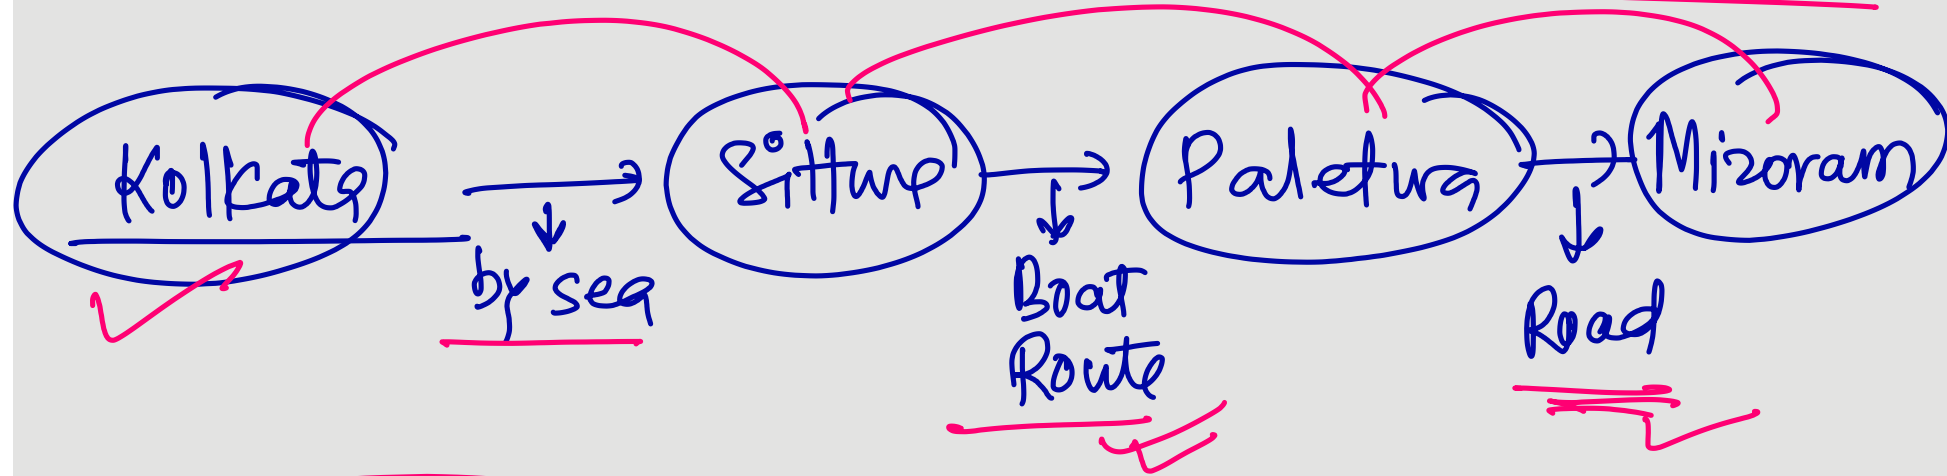 Kolkata → Sittwe → Paletwa → Mizoram
by sea
Boat
Route
Road